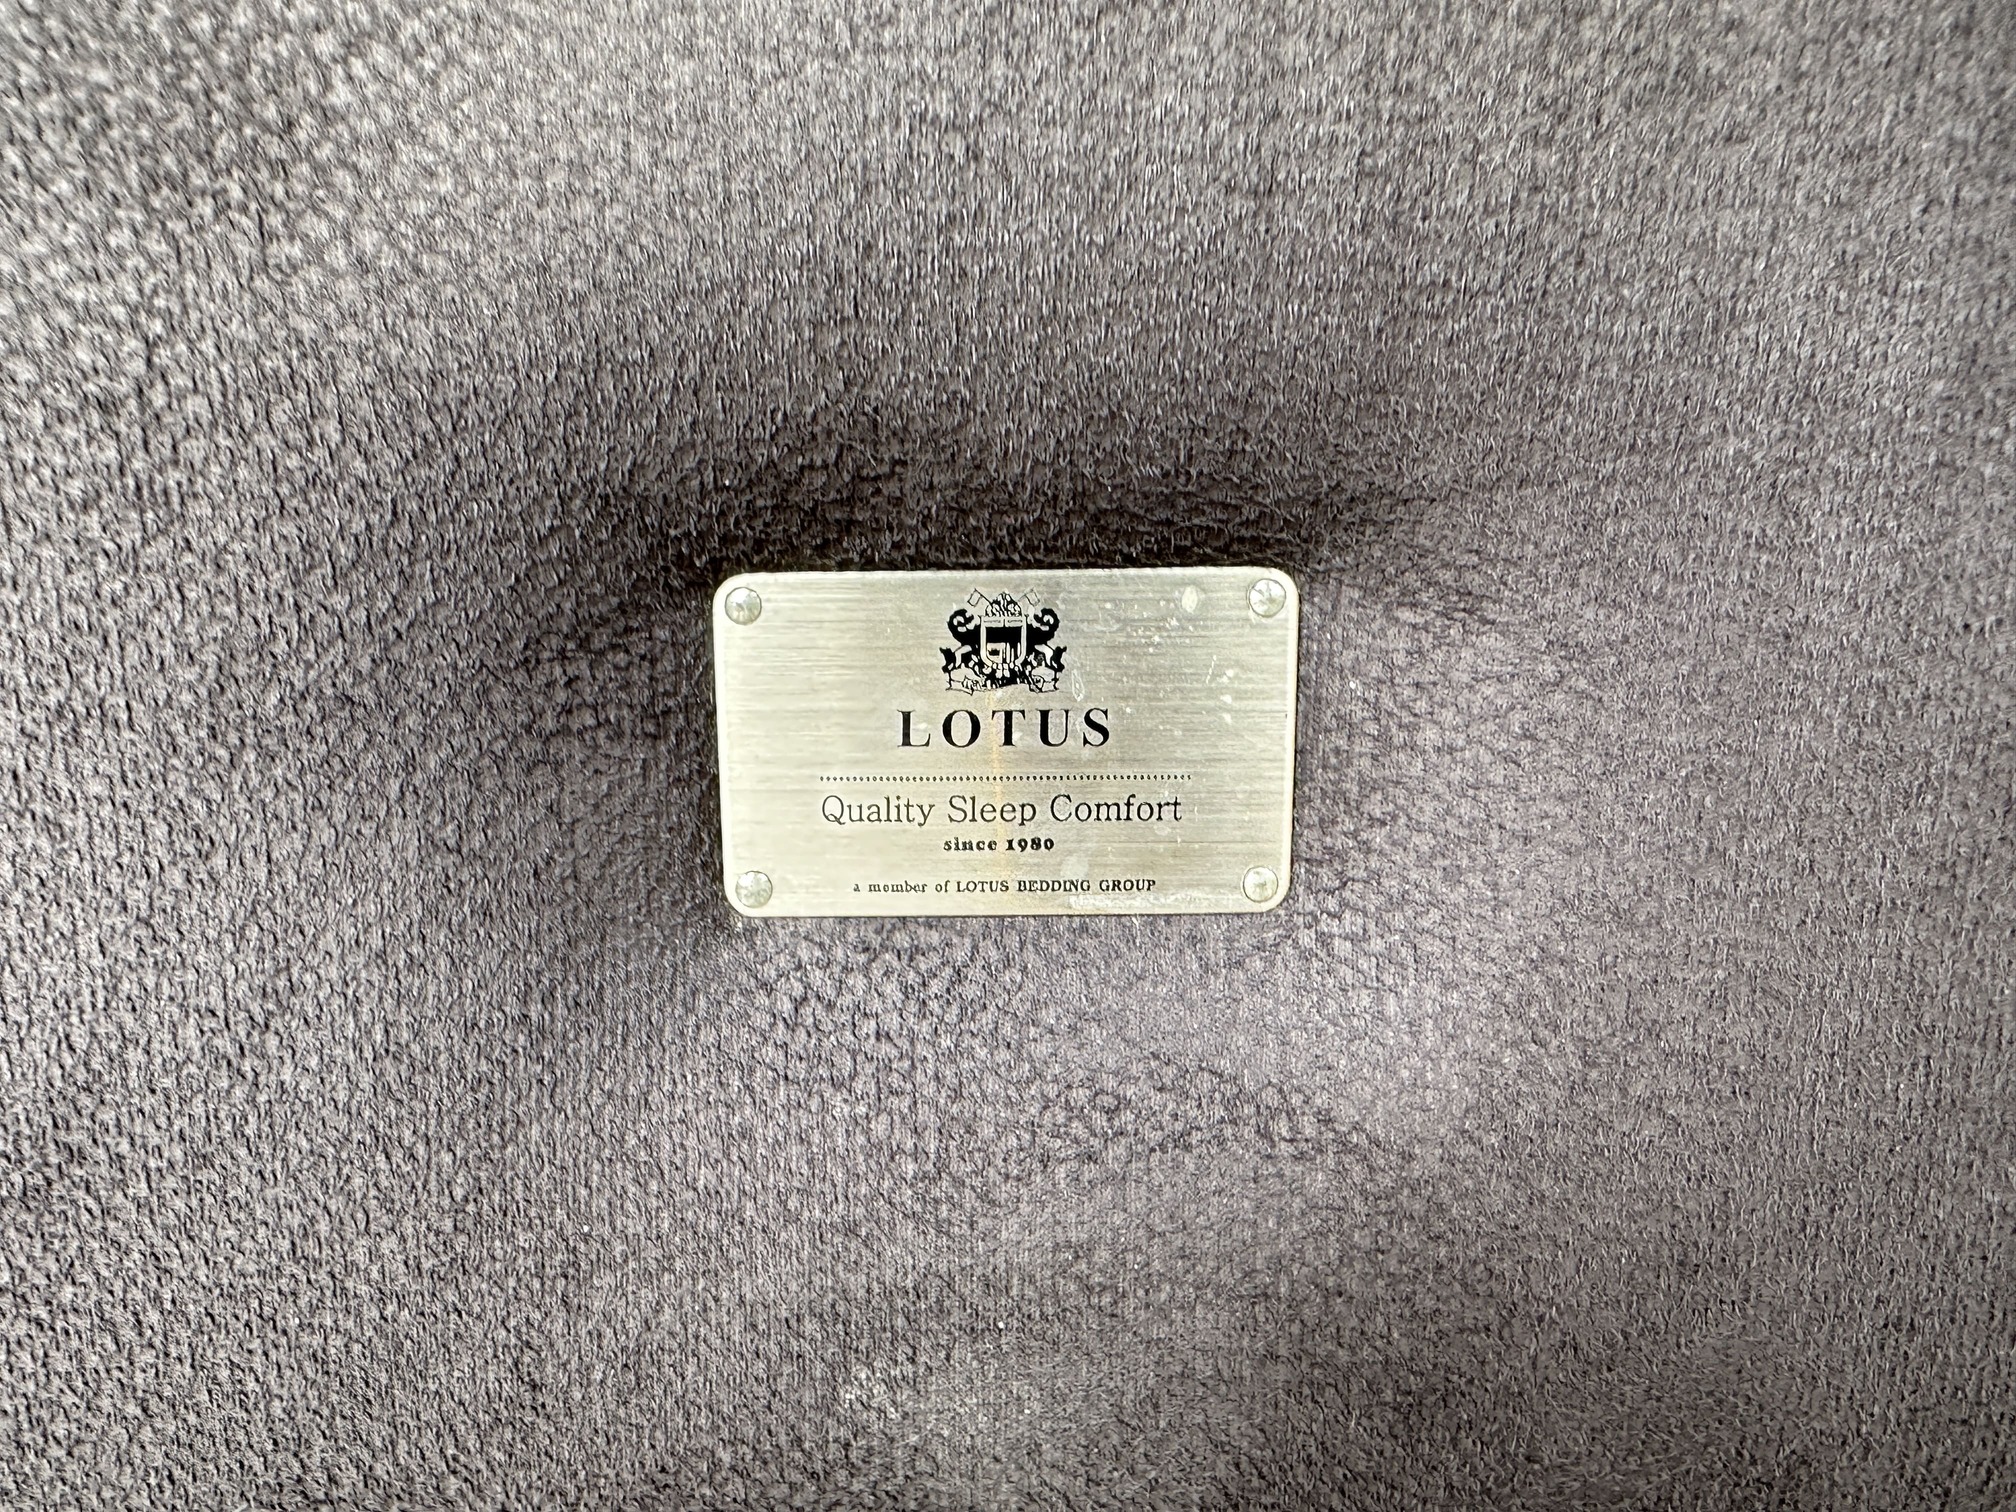 LOTUS
Quality Sleep Comfort
since 1980
a member of LOTUS BEDDING GROUP